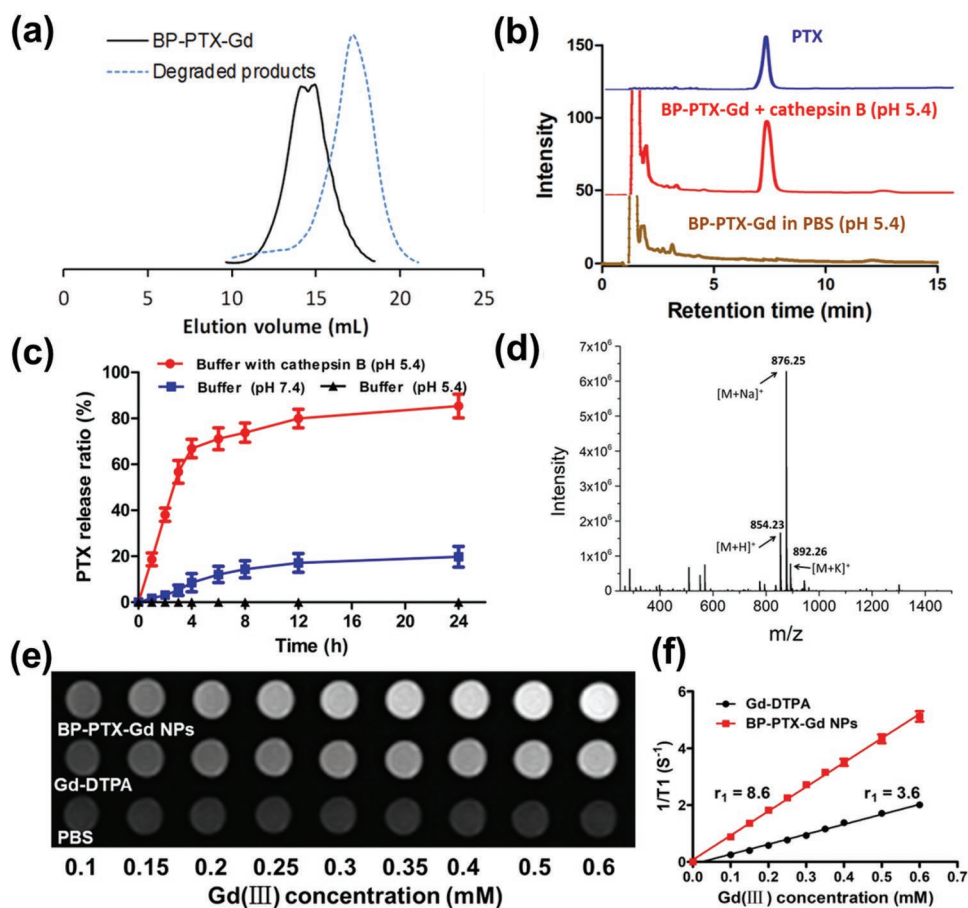 (a)
BP-PTX-Gd
Degraded products
0 5 10 15 20 25
Elution volume (mL)
(b)
Intensity
150
100
50
0
PTX
BP-PTX-Gd + cathepsin B (pH 5.4)
BP-PTX-Gd in PBS (pH 5.4)
0 5 10 15
Retention time (min)
(c)
PTX release ratio (%)
100
80
60
40
20
0
Buffer with cathepsin B (pH 5.4)
Buffer (pH 7.4) Buffer (pH 5.4)
0 4 8 12 16 20 24
Time (h)
(d)
Intensity
7x10⁶
6x10⁶
5x10⁶
4x10⁶
3x10⁶
2x10⁶
1x10⁶
0
876.25
[M+Na]⁺
854.23
[M+H]⁺
892.26
[M+K]⁺
400 600 800 1000 1200 1400
m/z
(e)
BP-PTX-Gd NPs
Gd-DTPA
PBS
0.1 0.15 0.2 0.25 0.3 0.35 0.4 0.5 0.6
Gd(III) concentration (mM)
(f)
1/T1 (S⁻¹)
6
4
2
0
Gd-DTPA
BP-PTX-Gd NPs
r₁ = 8.6
r₁ = 3.6
0.0 0.1 0.2 0.3 0.4 0.5 0.6 0.7
Gd(III) concentration (mM)